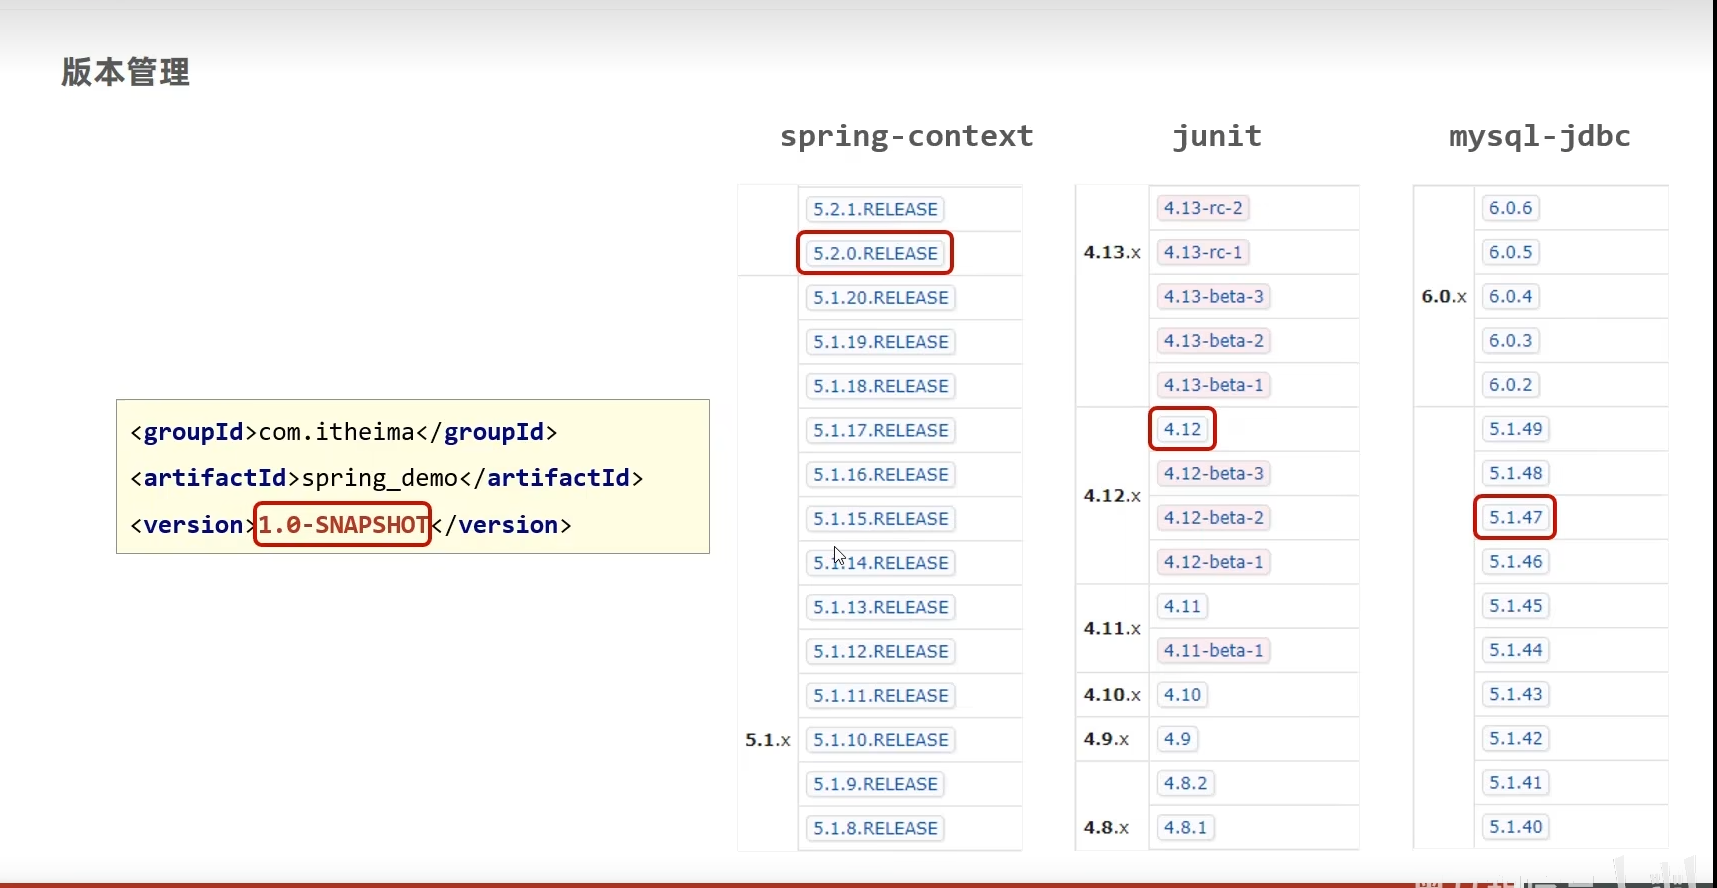 版本管理
spring-context
junit
mysql-jdbc
<groupId>com.itheima</groupId>
<artifactId>spring_demo</artifactId>
<version>1.0-SNAPSHOT</version>
5.2.1.RELEASE
5.2.0.RELEASE
5.1.x
5.1.20.RELEASE
5.1.19.RELEASE
5.1.18.RELEASE
5.1.17.RELEASE
5.1.16.RELEASE
5.1.15.RELEASE
5.1.14.RELEASE
5.1.13.RELEASE
5.1.12.RELEASE
5.1.11.RELEASE
5.1.10.RELEASE
5.1.9.RELEASE
5.1.8.RELEASE
4.13.x
4.13-rc-2
4.13-rc-1
4.13-beta-3
4.13-beta-2
4.13-beta-1
4.12.x
4.12
4.12-beta-3
4.12-beta-2
4.12-beta-1
4.11.x
4.11
4.11-beta-1
4.10.x
4.10
4.9.x
4.9
4.8.x
4.8.2
4.8.1
6.0.x
6.0.6
6.0.5
6.0.4
6.0.3
6.0.2
5.1.49
5.1.48
5.1.47
5.1.46
5.1.45
5.1.44
5.1.43
5.1.42
5.1.41
5.1.40